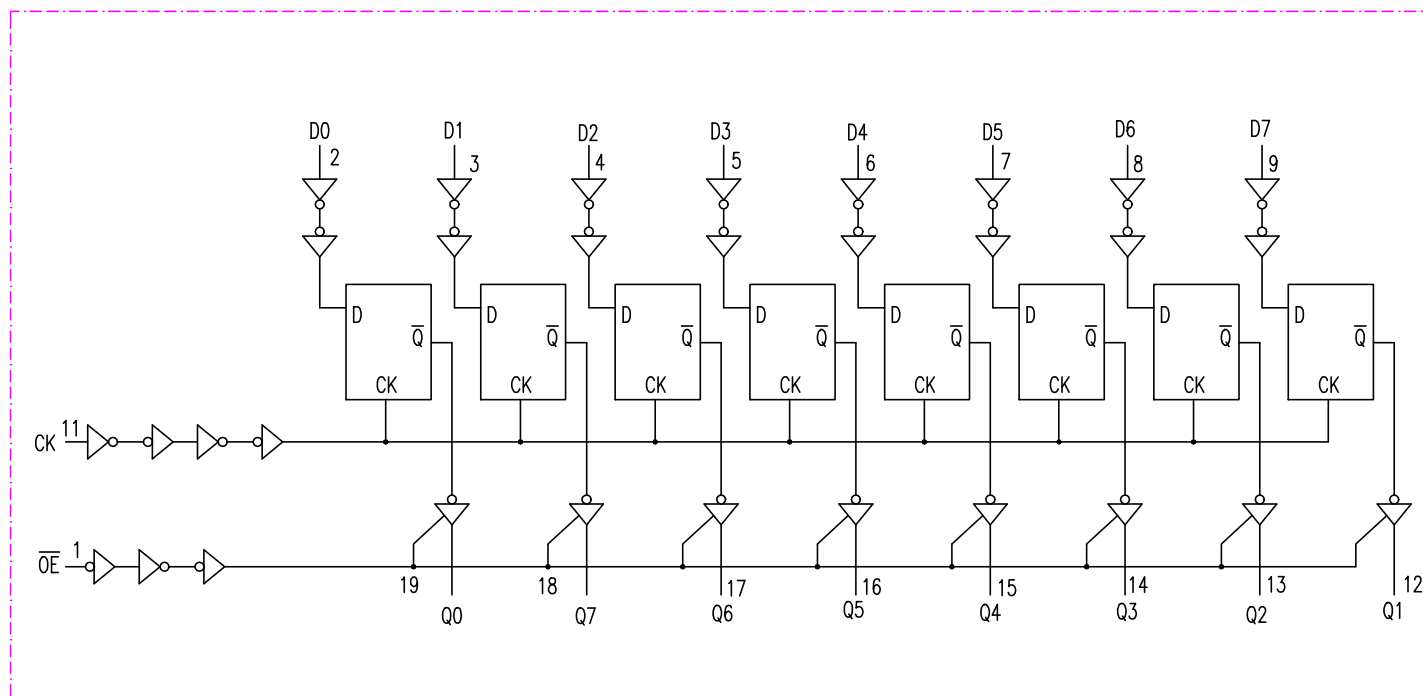 D0 D1 D2 D3 D4 D5 D6 D7
2 3 4 5 6 7 8 9
D D D D D D D D
Q̅ Q̅ Q̅ Q̅ Q̅ Q̅ Q̅ Q̅
CK CK CK CK CK CK CK CK
CK 11
O̅E̅ 1
19 18 17 16 15 14 13 12
Q0 Q7 Q6 Q5 Q4 Q3 Q2 Q1